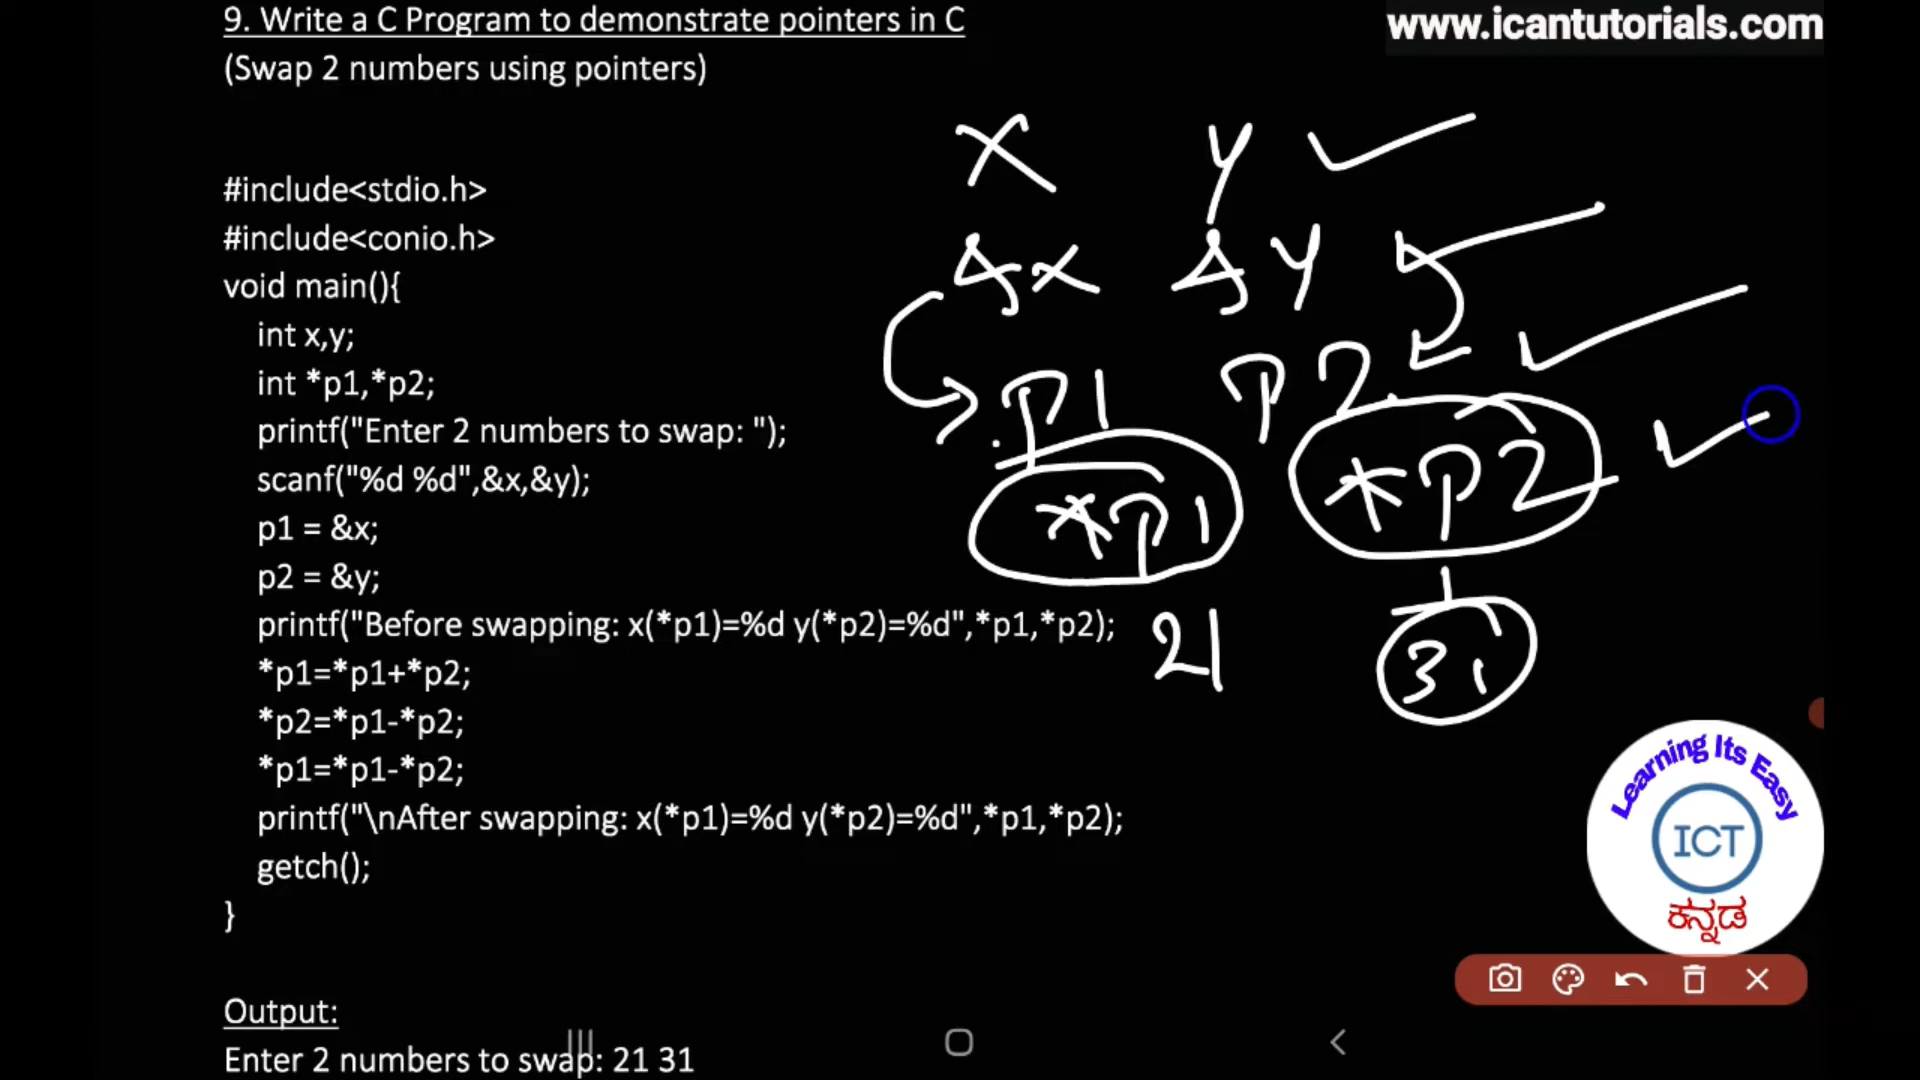 9. Write a C Program to demonstrate pointers in C
(Swap 2 numbers using pointers)
www.icantutorials.com
#include<stdio.h>
#include<conio.h>
void main(){
int x,y;
int *p1,*p2;
printf("Enter 2 numbers to swap: ");
scanf("%d %d",&x,&y);
p1 = &x;
p2 = &y;
printf("Before swapping: x(*p1)=%d y(*p2)=%d",*p1,*p2);
*p1=*p1+*p2;
*p2=*p1-*p2;
*p1=*p1-*p2;
printf("\nAfter swapping: x(*p1)=%d y(*p2)=%d",*p1,*p2);
getch();
}
Output:
Enter 2 numbers to swap: 21 31
x y
&x &y
p1 p2
*p1 *p2
21 31
Learning Its Easy
ICT
ಕನ್ನಡ